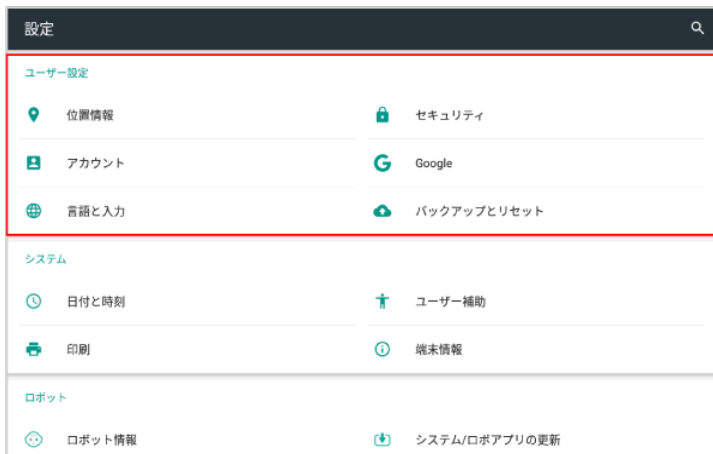 設定
ユーザー設定
位置情報
セキュリティ
アカウント
Google
言語と入力
バックアップとリセット
システム
日付と時刻
ユーザー補助
印刷
端末情報
ロボット
ロボット情報
システム/ロボアプリの更新